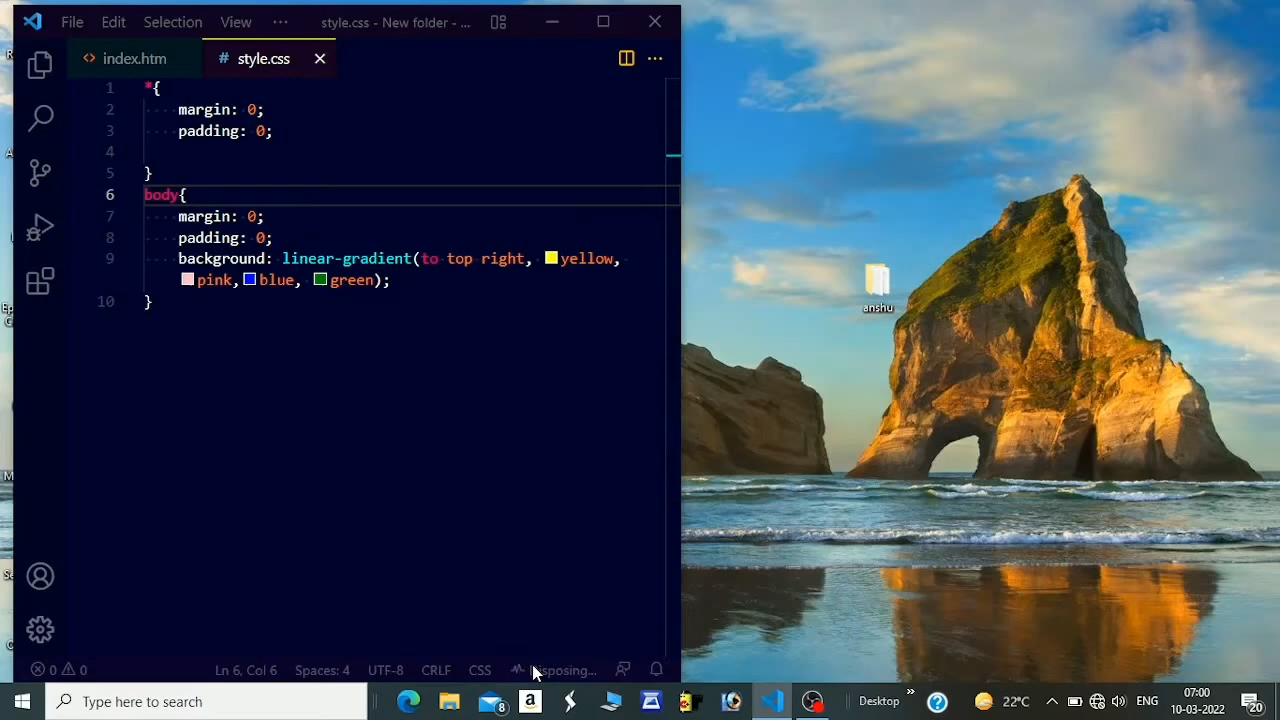 File Edit Selection View ··· style.css - New folder - ...
<> index.htm # style.css
1 *{
2 margin: 0;
3 padding: 0;
4
5 }
6 body{
7 margin: 0;
8 padding: 0;
9 background: linear-gradient(to top right, yellow,
pink, blue, green);
10 }
anshu
0 0 Ln 6, Col 6 Spaces: 4 UTF-8 CRLF CSS
Type here to search 8 a Desktop » 22°C ENG 07:00
10-03-2022 20